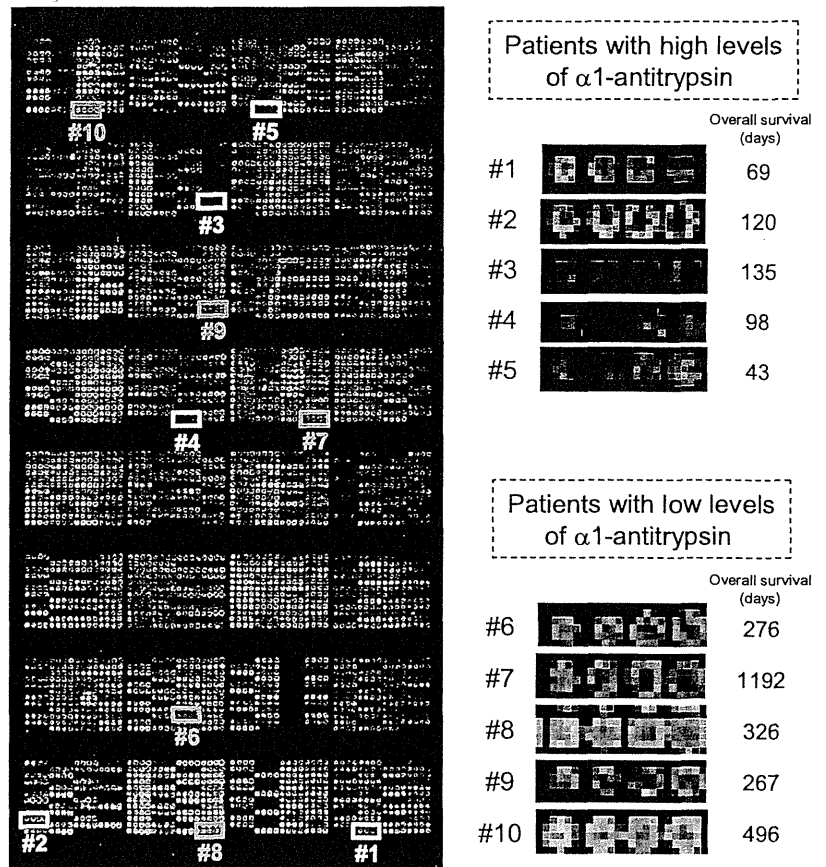 #10
#5
#3
#9
#4
#7
#6
#2
#8
#1
Patients with high levels
of α1-antitrypsin
Overall survival
(days)
#1 69
#2 120
#3 135
#4 98
#5 43
Patients with low levels
of α1-antitrypsin
Overall survival
(days)
#6 276
#7 1192
#8 326
#9 267
#10 496